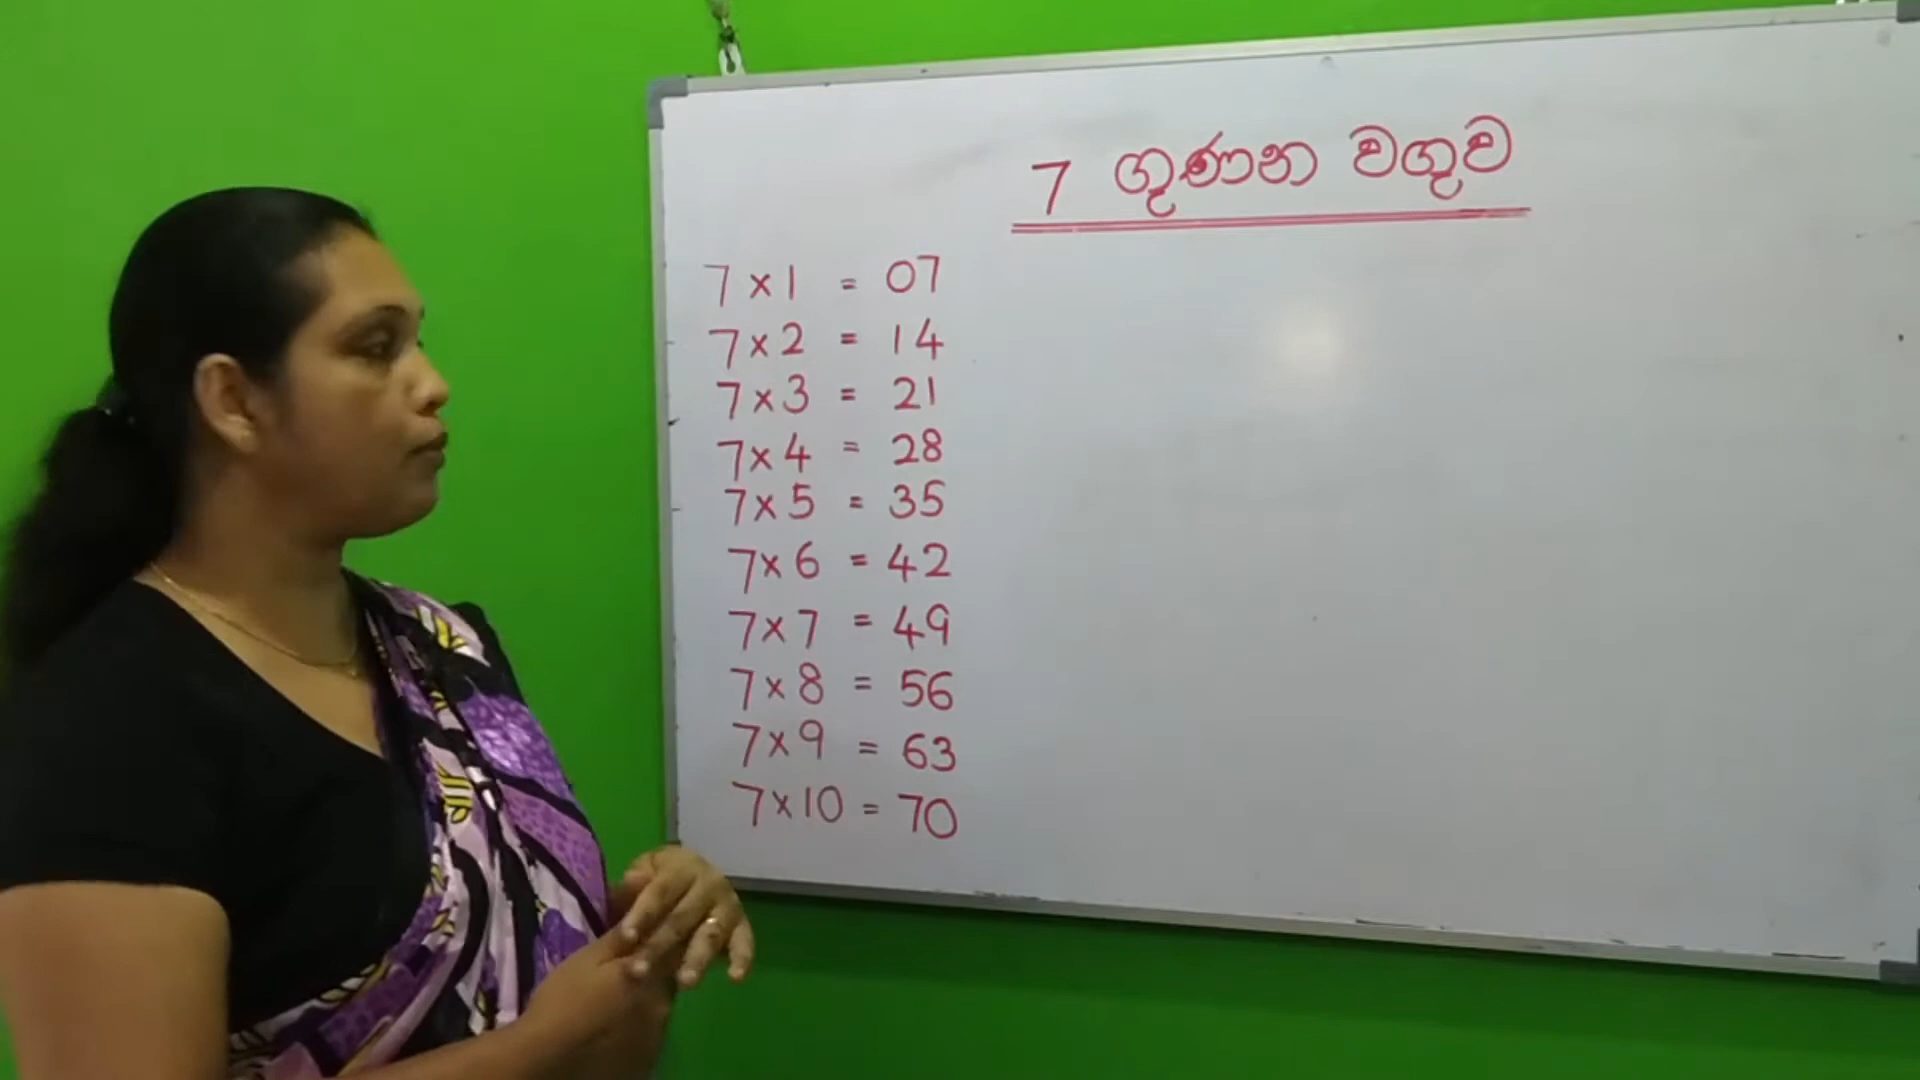 7 ගුණන වගුව
7 × 1 = 07
7 × 2 = 14
7 × 3 = 21
7 × 4 = 28
7 × 5 = 35
7 × 6 = 42
7 × 7 = 49
7 × 8 = 56
7 × 9 = 63
7 × 10 = 70